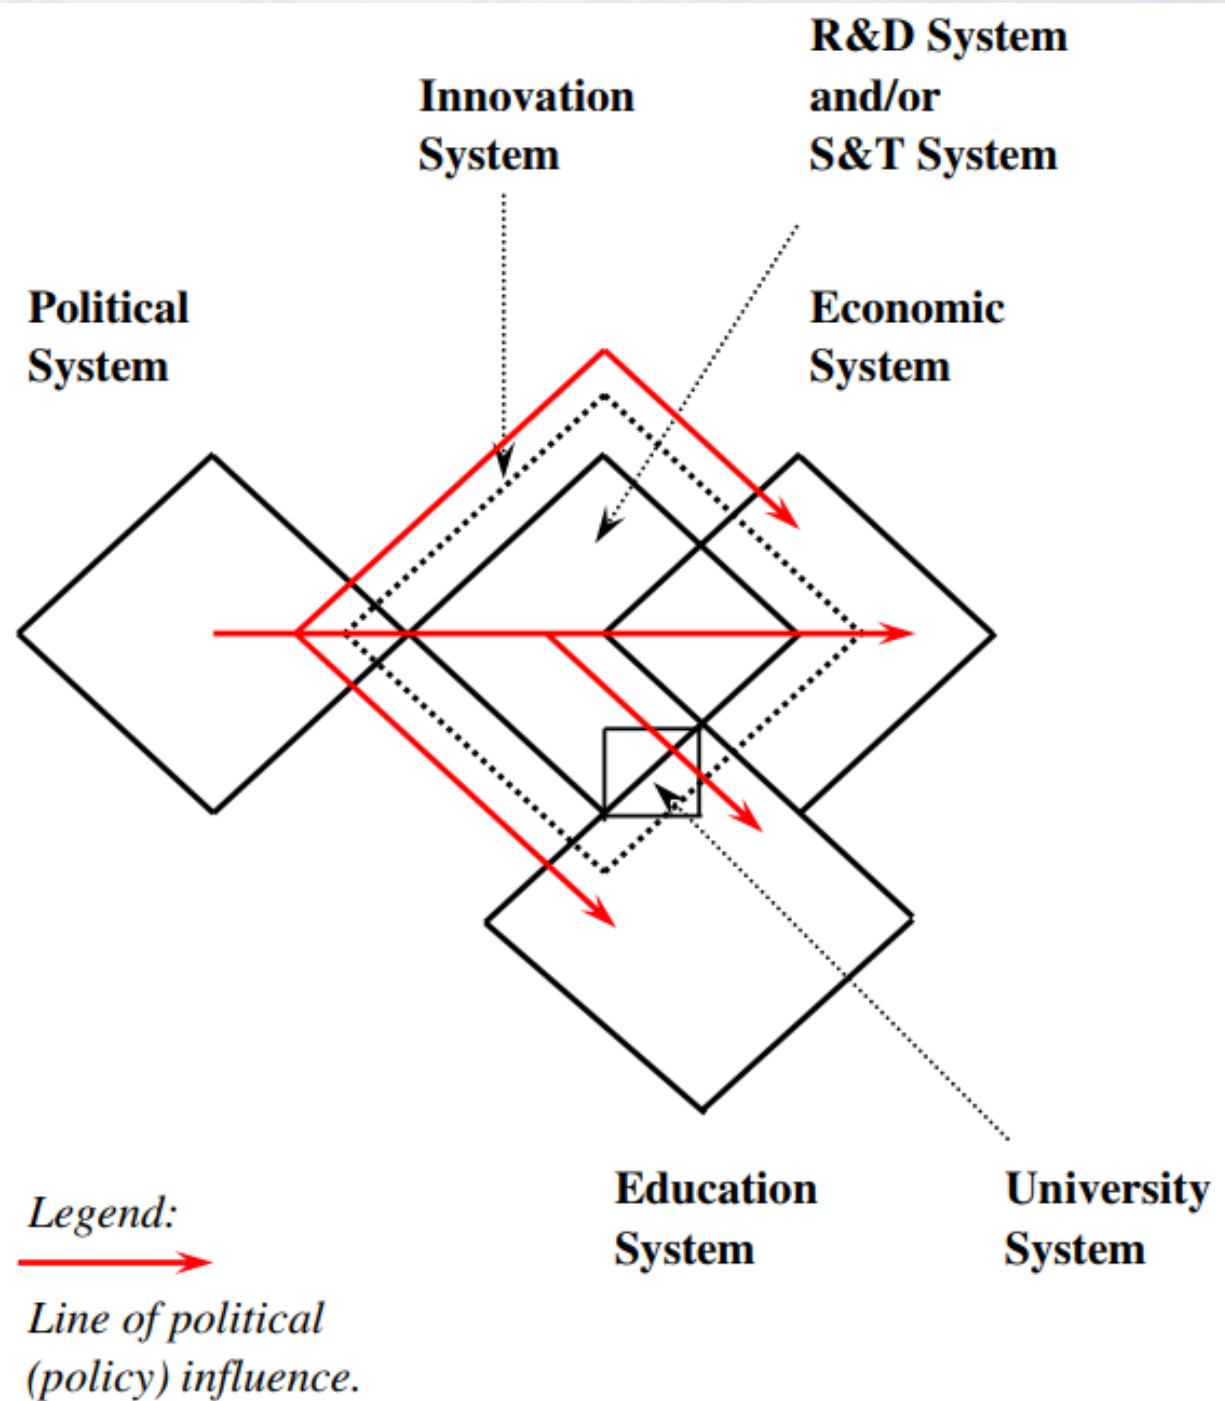 R&D System
and/or
S&T System
Innovation
System
Political
System
Economic
System
Education
System
University
System
Legend:
Line of political
(policy) influence.